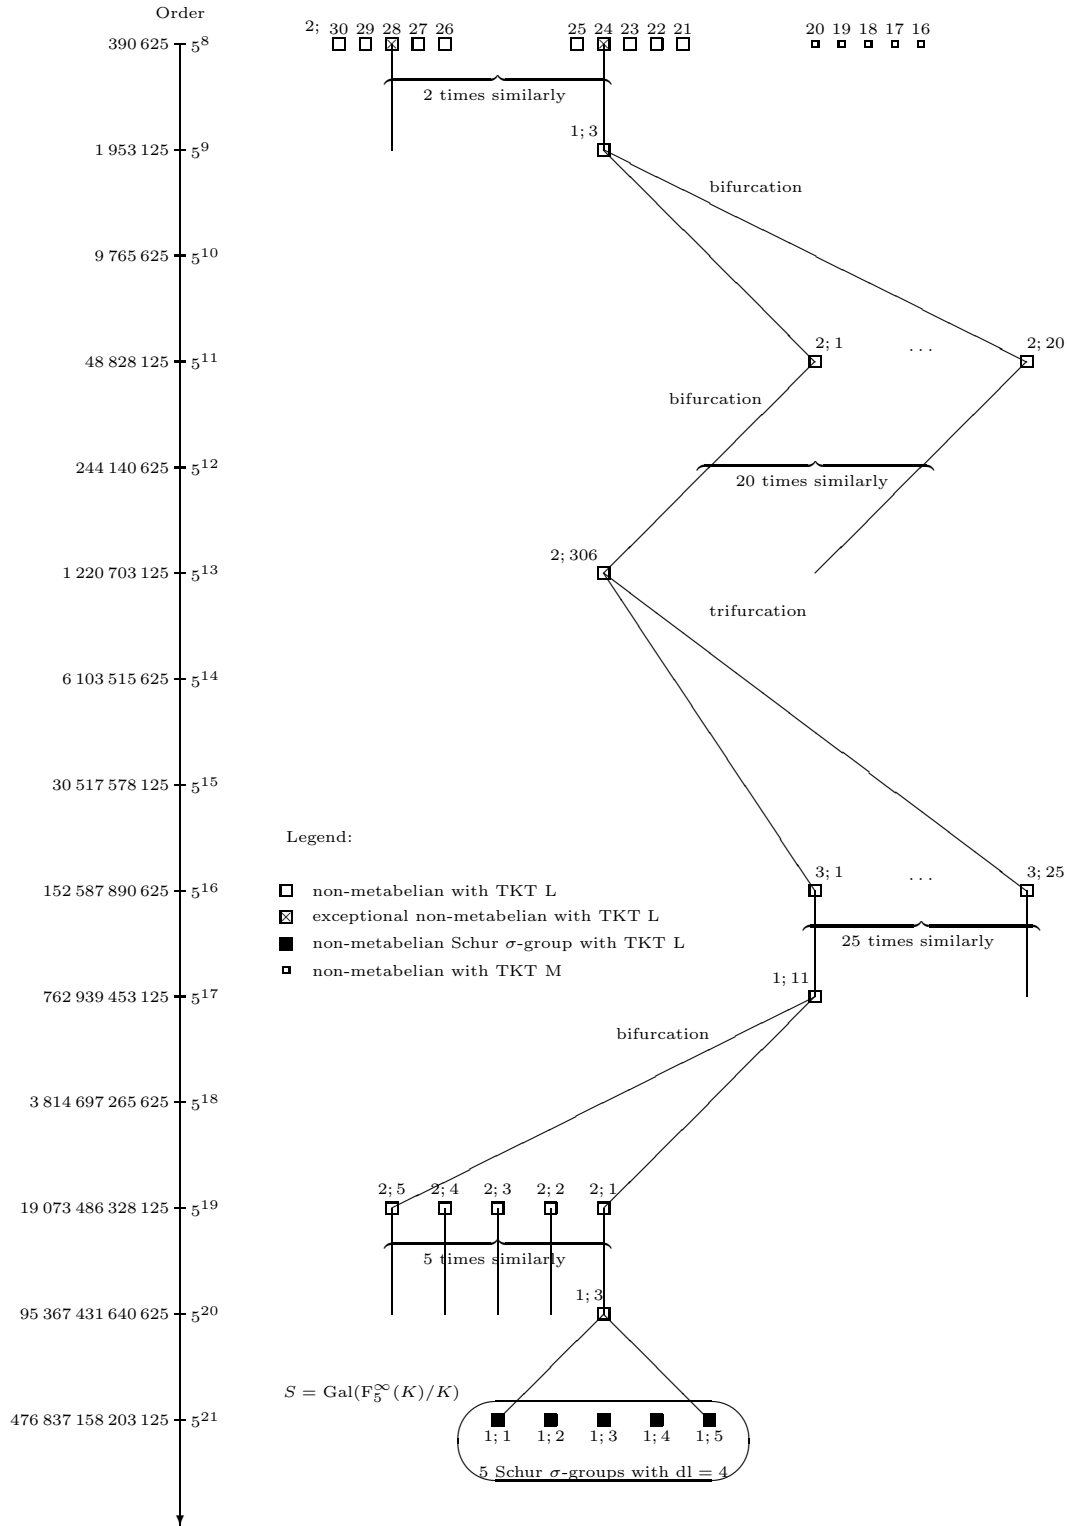 Order
2; 30 29 28 27 26 25 24 23 22 21 20 19 18 17 16
390 625 5^8
2 times similarly
1; 3
1 953 125 5^9
bifurcation
9 765 625 5^10
2; 1 ... 2; 20
48 828 125 5^11
bifurcation
244 140 625 5^12
20 times similarly
2; 306
1 220 703 125 5^13
trifurcation
6 103 515 625 5^14
30 517 578 125 5^15
Legend:
3; 1 ... 3; 25
152 587 890 625 5^16
non-metabelian with TKT L
exceptional non-metabelian with TKT L
25 times similarly
non-metabelian Schur σ-group with TKT L
non-metabelian with TKT M
1; 11
762 939 453 125 5^17
bifurcation
3 814 697 265 625 5^18
2; 5 2; 4 2; 3 2; 2 2; 1
19 073 486 328 125 5^19
5 times similarly
1; 3
95 367 431 640 625 5^20
S = Gal(F_5^∞(K)/K)
476 837 158 203 125 5^21
1; 1 1; 2 1; 3 1; 4 1; 5
5 Schur σ-groups with dl = 4